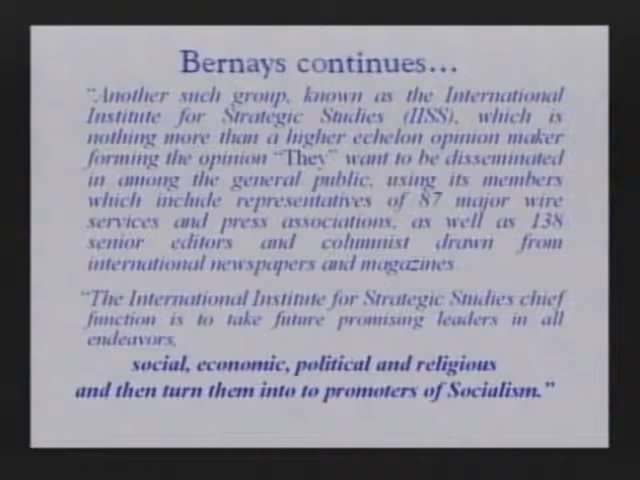 Bernays continues…
“Another such group, known as the International
Institute for Strategic Studies (IISS), which is
nothing more than a higher echelon opinion maker
forming the opinion “They” want to be disseminated
in among the general public, using its members
which include representatives of 87 major wire
services and press associations, as well as 138
senior editors and columnist drawn from
international newspapers and magazines.
“The International Institute for Strategic Studies chief
function is to take future promising leaders in all
endeavors,
social, economic, political and religious
and then turn them into to promoters of Socialism.”